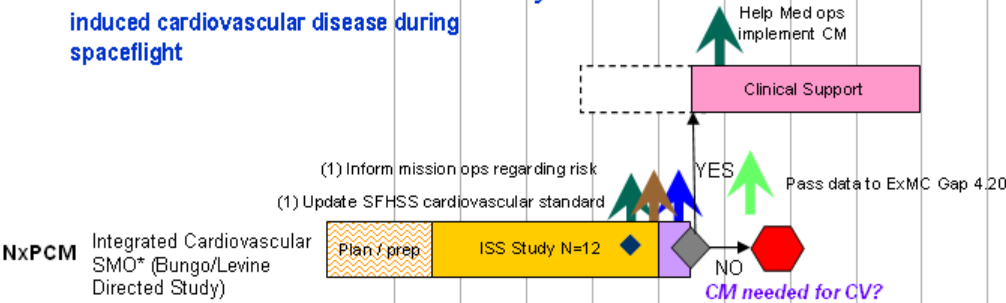 induced cardiovascular disease during
spaceflight
Help Med ops
implement CM
Clinical Support
(1) Inform mission ops regarding risk
YES
Pass data to ExMC Gap 4.20
(1) Update SFHSS cardiovascular standard
NxPCM
Integrated Cardiovascular
SMO* (Bungo/Levine
Directed Study)
Plan / prep
ISS Study N=12
NO
CM needed for CV?